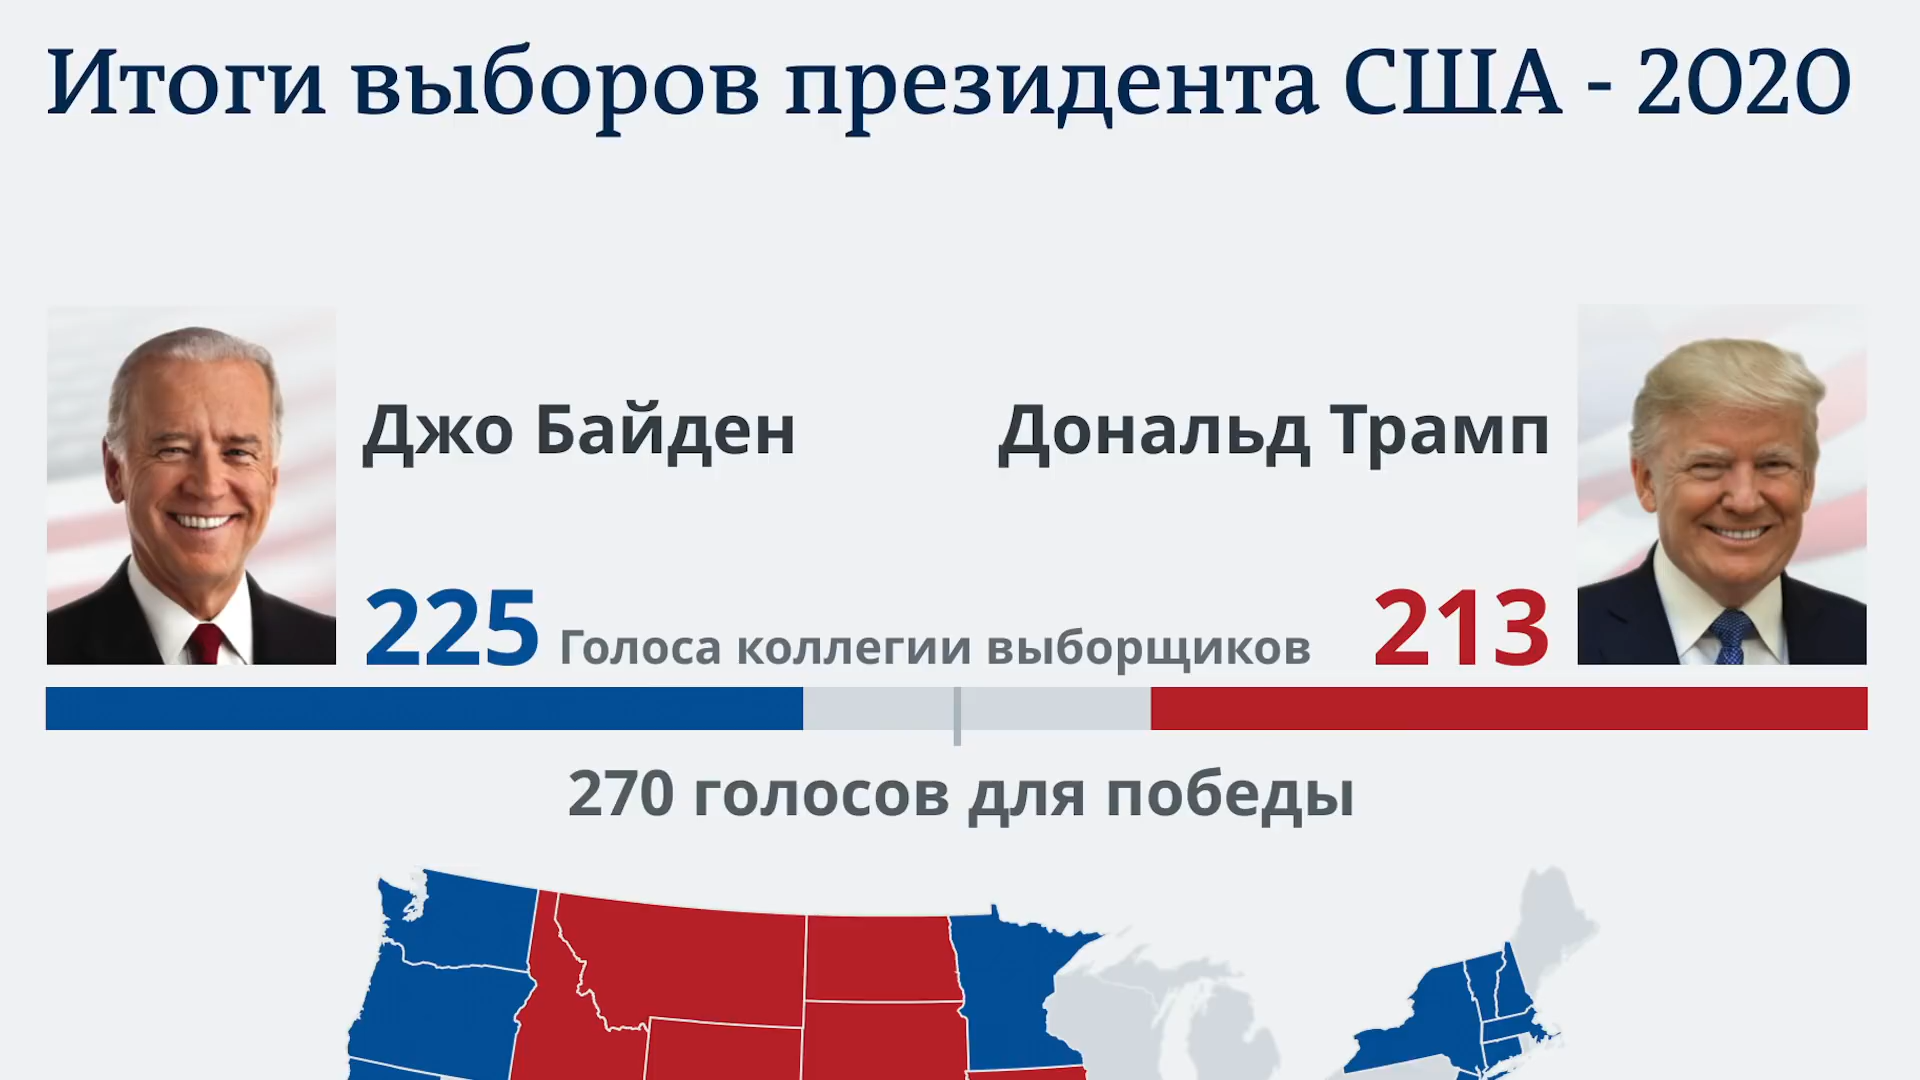 Итоги выборов президента США - 2020
Джо Байден
Дональд Трамп
225 Голоса коллегии выборщиков 213
270 голосов для победы